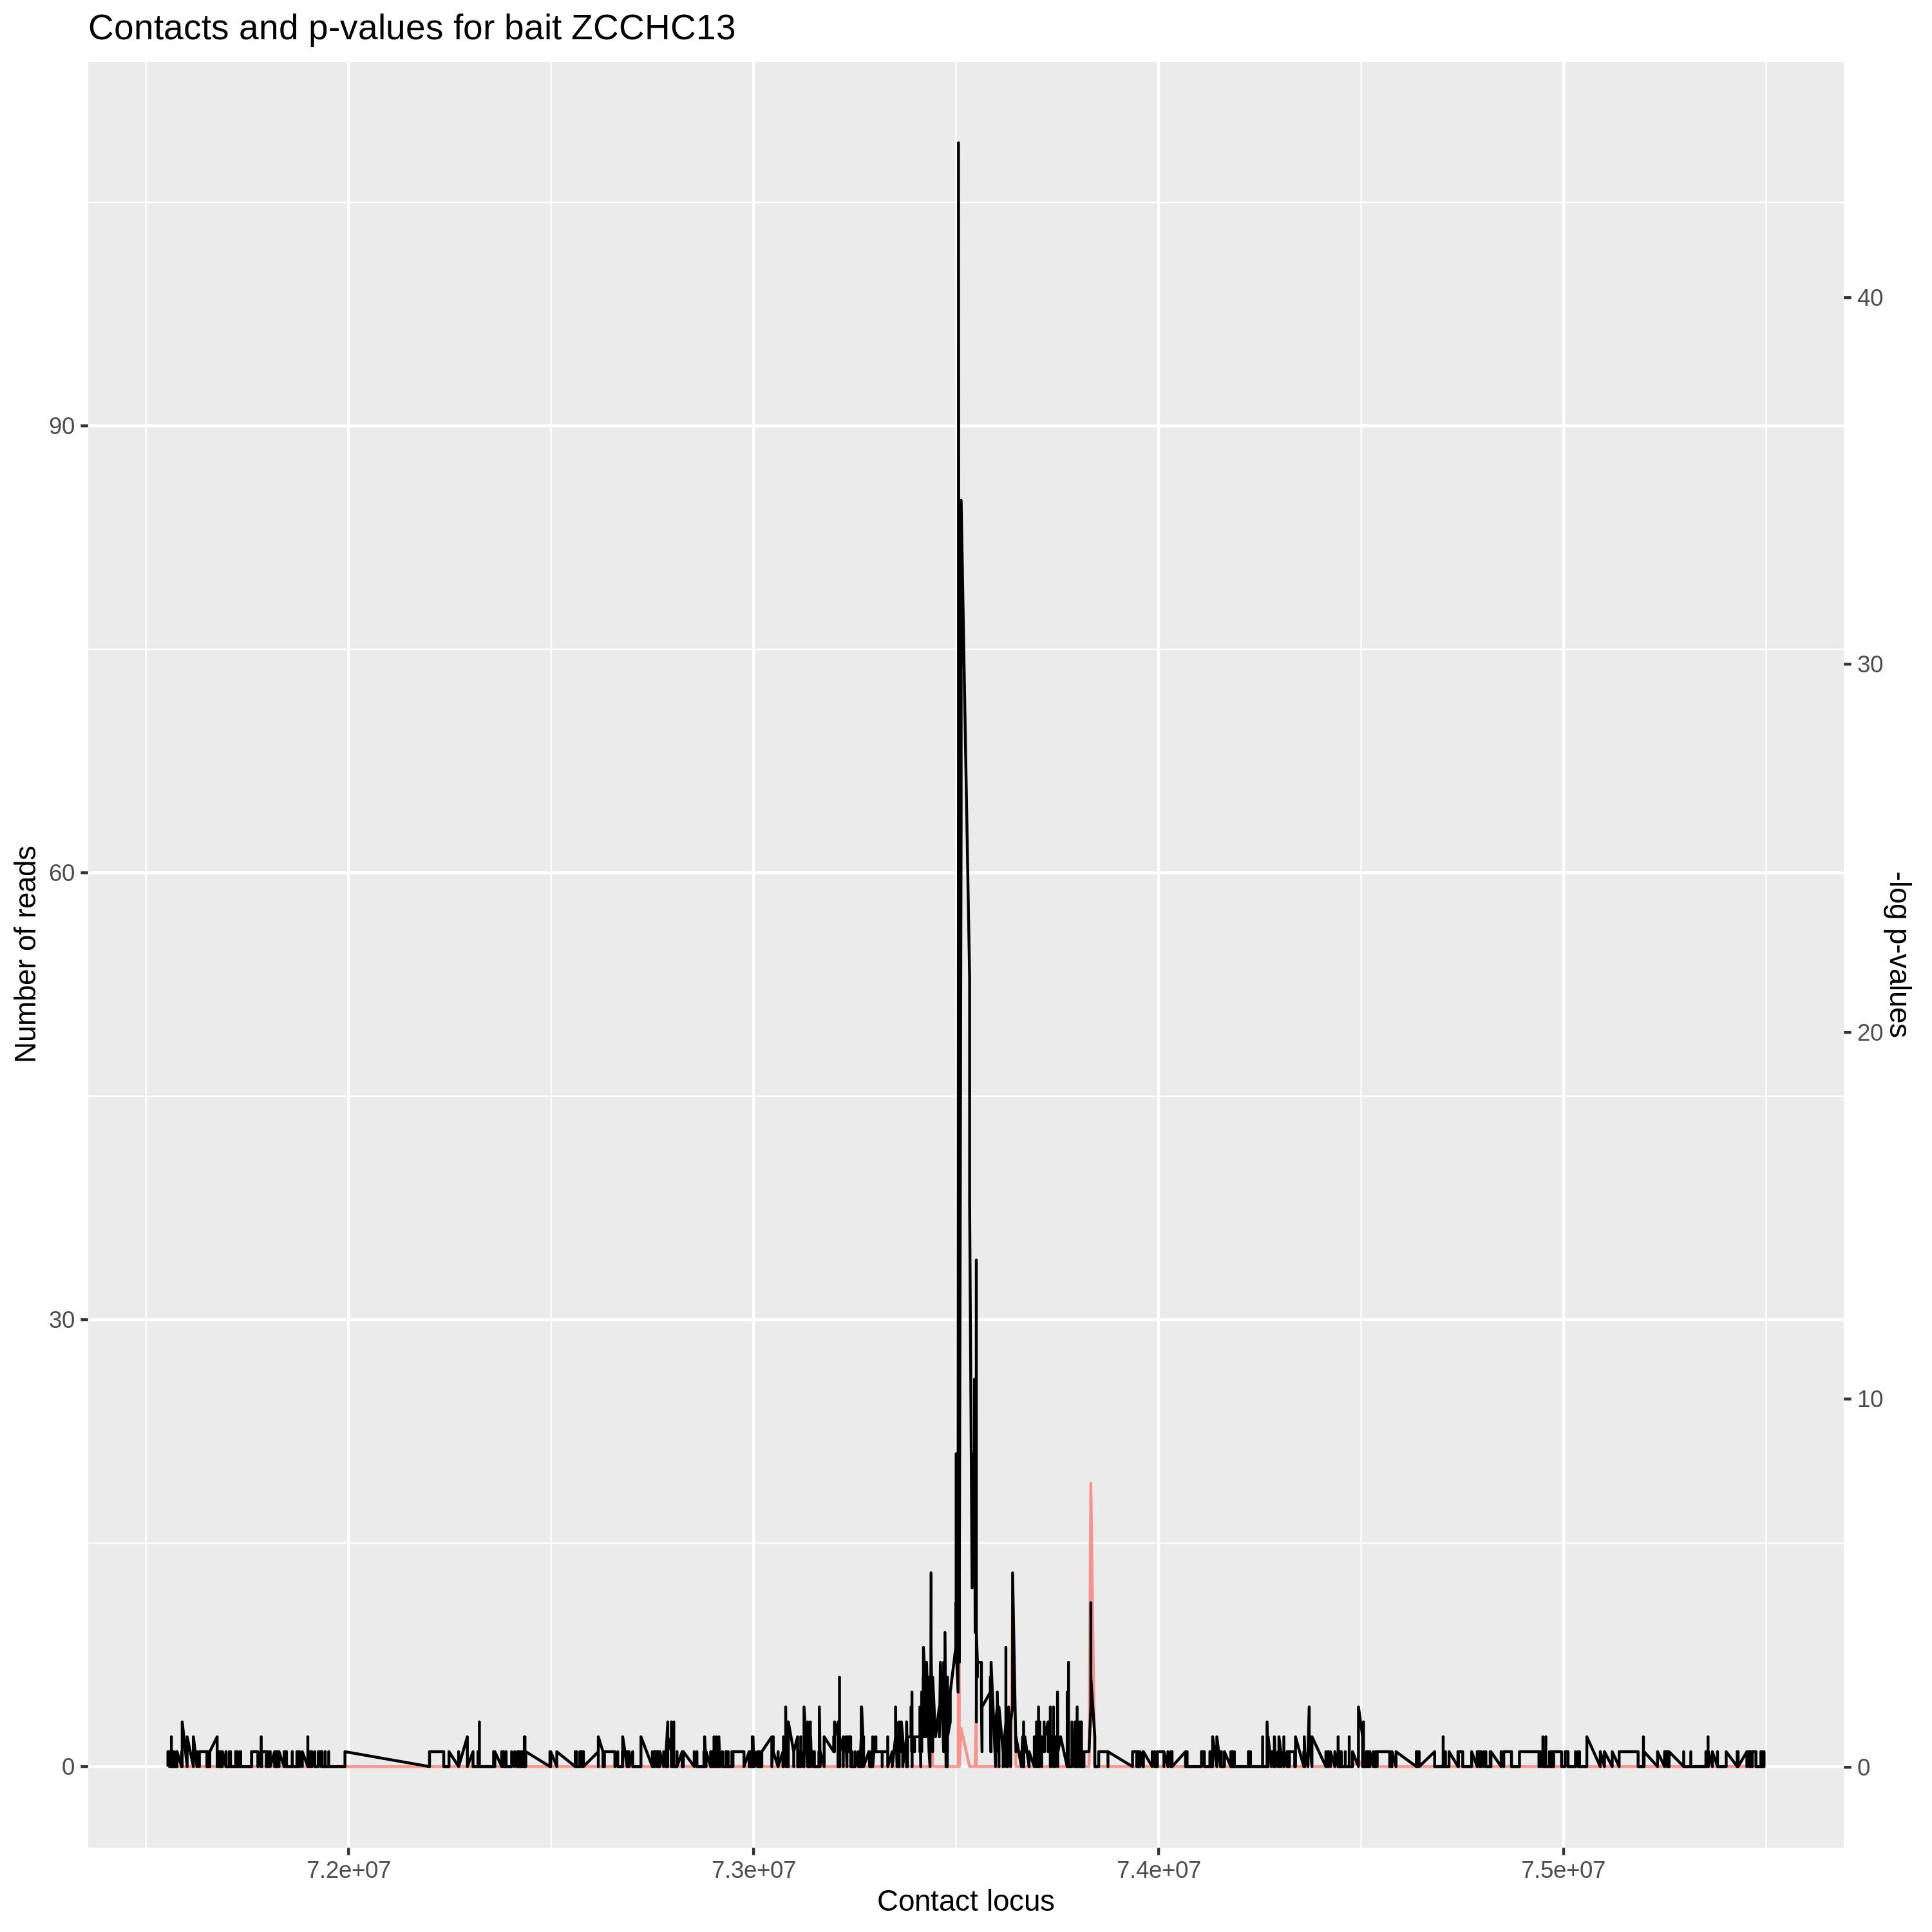 Contacts and p-values for bait ZCCHC13
Number of reads
90
60
30
0
40
30
20
10
0
-log p-values
7.2e+07
7.3e+07
7.4e+07
7.5e+07
Contact locus